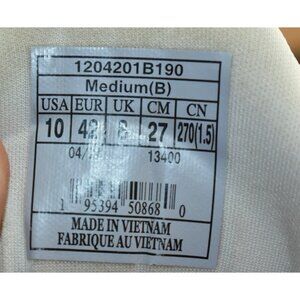 1204201B190
Medium(B)
USA EUR UK CM CN
10 42 8 27 270(1.5)
04/ 13400
1 95394 50868 0
MADE IN VIETNAM
FABRIQUE AU VIETNAM